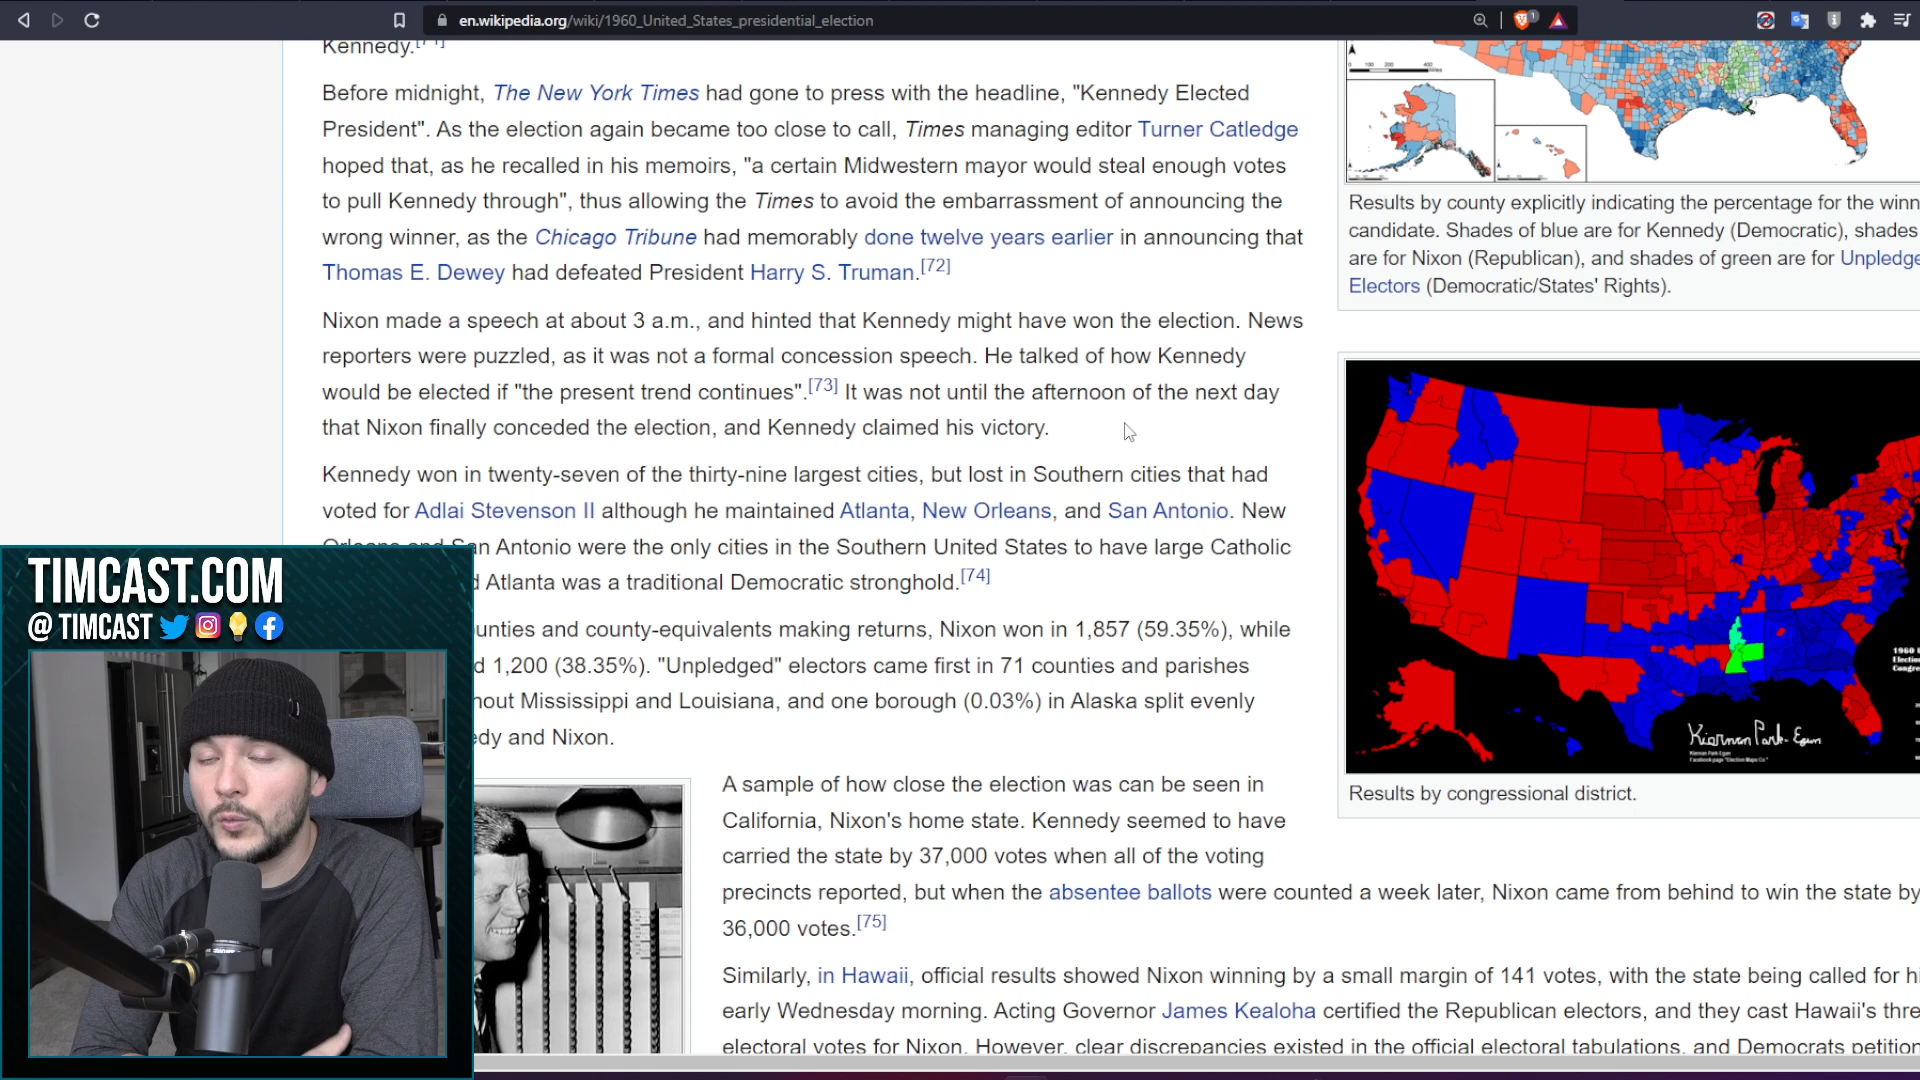 en.wikipedia.org/wiki/1960_United_States_presidential_election
Kennedy.
Before midnight, The New York Times had gone to press with the headline, "Kennedy Elected
President". As the election again became too close to call, Times managing editor Turner Catledge
hoped that, as he recalled in his memoirs, "a certain Midwestern mayor would steal enough votes
to pull Kennedy through", thus allowing the Times to avoid the embarrassment of announcing the
wrong winner, as the Chicago Tribune had memorably done twelve years earlier in announcing that
Thomas E. Dewey had defeated President Harry S. Truman.[72]
Nixon made a speech at about 3 a.m., and hinted that Kennedy might have won the election. News
reporters were puzzled, as it was not a formal concession speech. He talked of how Kennedy
would be elected if "the present trend continues".[73] It was not until the afternoon of the next day
that Nixon finally conceded the election, and Kennedy claimed his victory.
Kennedy won in twenty-seven of the thirty-nine largest cities, but lost in Southern cities that had
voted for Adlai Stevenson II although he maintained Atlanta, New Orleans, and San Antonio. New
Orleans and San Antonio were the only cities in the Southern United States to have large Catholic
d Atlanta was a traditional Democratic stronghold.[74]
unties and county-equivalents making returns, Nixon won in 1,857 (59.35%), while
d 1,200 (38.35%). "Unpledged" electors came first in 71 counties and parishes
hout Mississippi and Louisiana, and one borough (0.03%) in Alaska split evenly
edy and Nixon.
A sample of how close the election was can be seen in
California, Nixon's home state. Kennedy seemed to have
carried the state by 37,000 votes when all of the voting
precincts reported, but when the absentee ballots were counted a week later, Nixon came from behind to win the state by
36,000 votes.[75]
Similarly, in Hawaii, official results showed Nixon winning by a small margin of 141 votes, with the state being called for hi
early Wednesday morning. Acting Governor James Kealoha certified the Republican electors, and they cast Hawaii's thre
electoral votes for Nixon. However, clear discrepancies existed in the official electoral tabulations, and Democrats petition
Results by county explicitly indicating the percentage for the winn
candidate. Shades of blue are for Kennedy (Democratic), shades
are for Nixon (Republican), and shades of green are for Unpledge
Electors (Democratic/States' Rights).
1960 U
Election
Congre
Kiernan Park-Egan
Results by congressional district.
TIMCAST.COM
@ TIMCAST